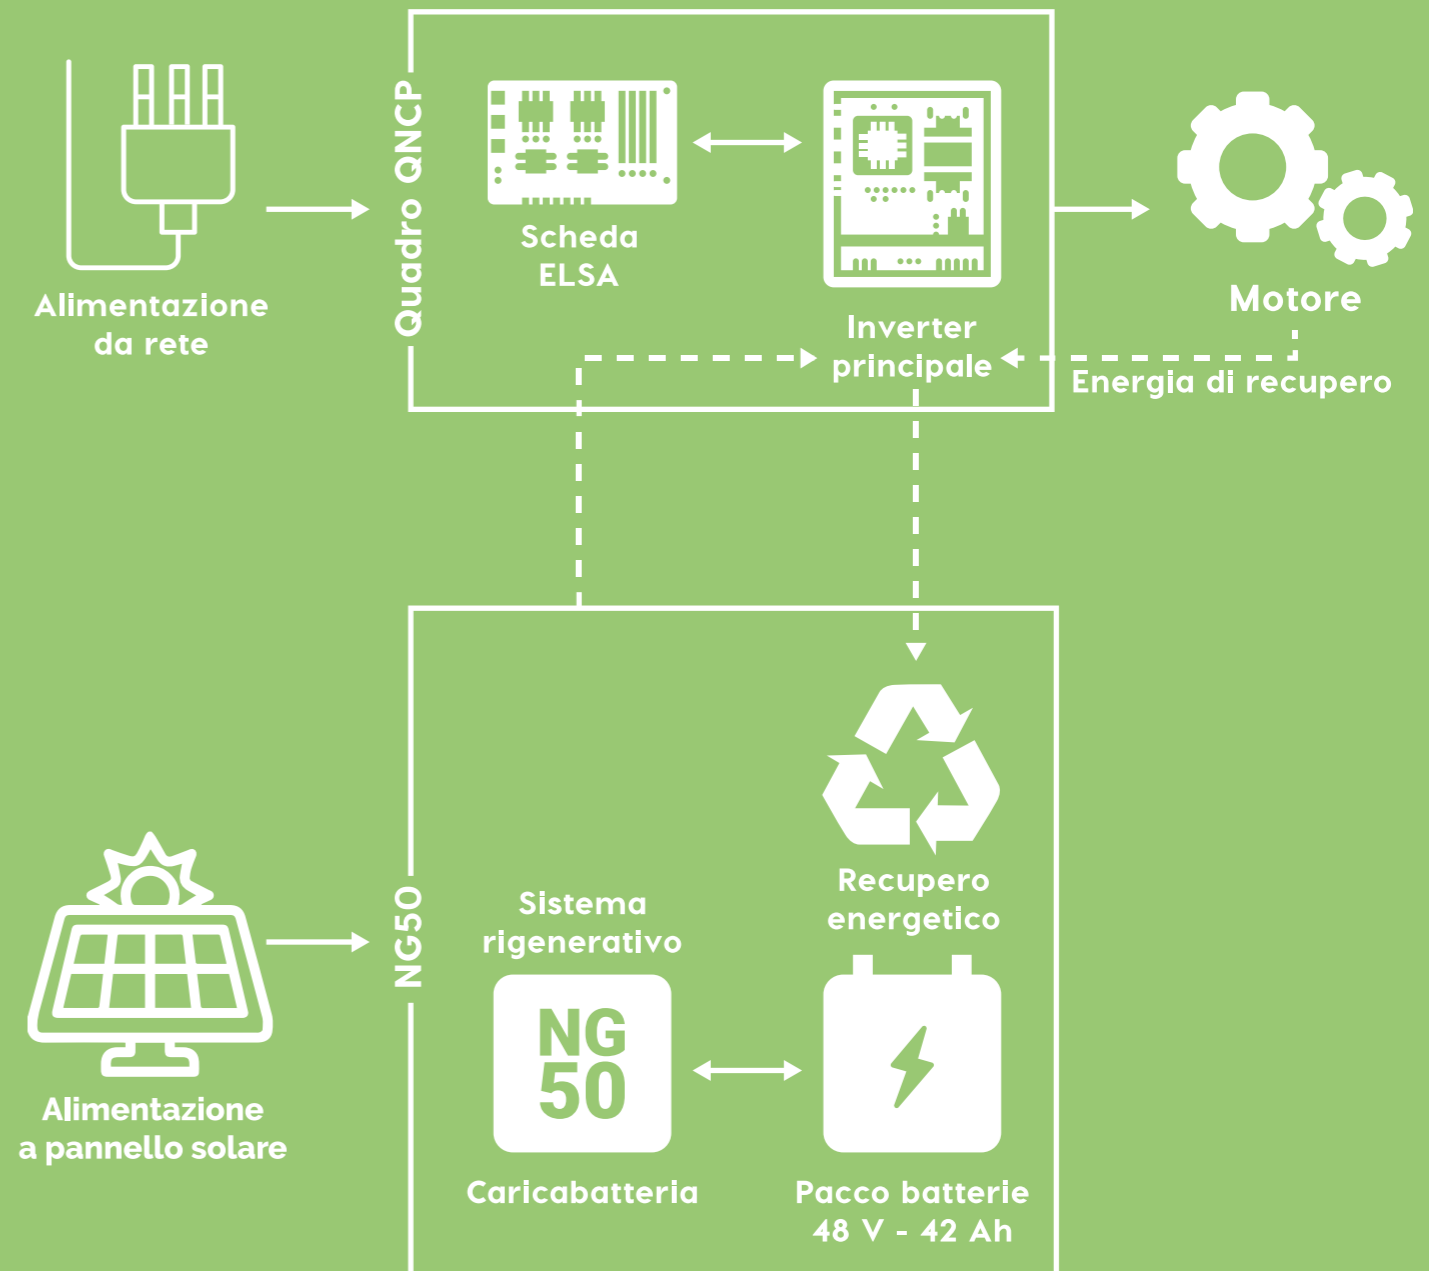 Quadro QNCP
Scheda
ELSA
Inverter
principale
Alimentazione
da rete
Motore
Energia di recupero
NG50
Recupero
energetico
Sistema
rigenerativo
NG
50
Caricabatteria
Pacco batterie
48 V - 42 Ah
Alimentazione
a pannello solare